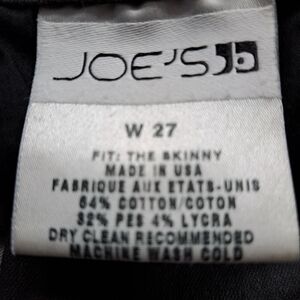 JOE'S
W 27
FIT: THE SKINNY
MADE IN USA
FABRIQUE AUX ETATS-UNIS
64% COTTON/COTON
32% PES 4% LYCRA
DRY CLEAN RECOMMENDED
MACHINE WASH COLD